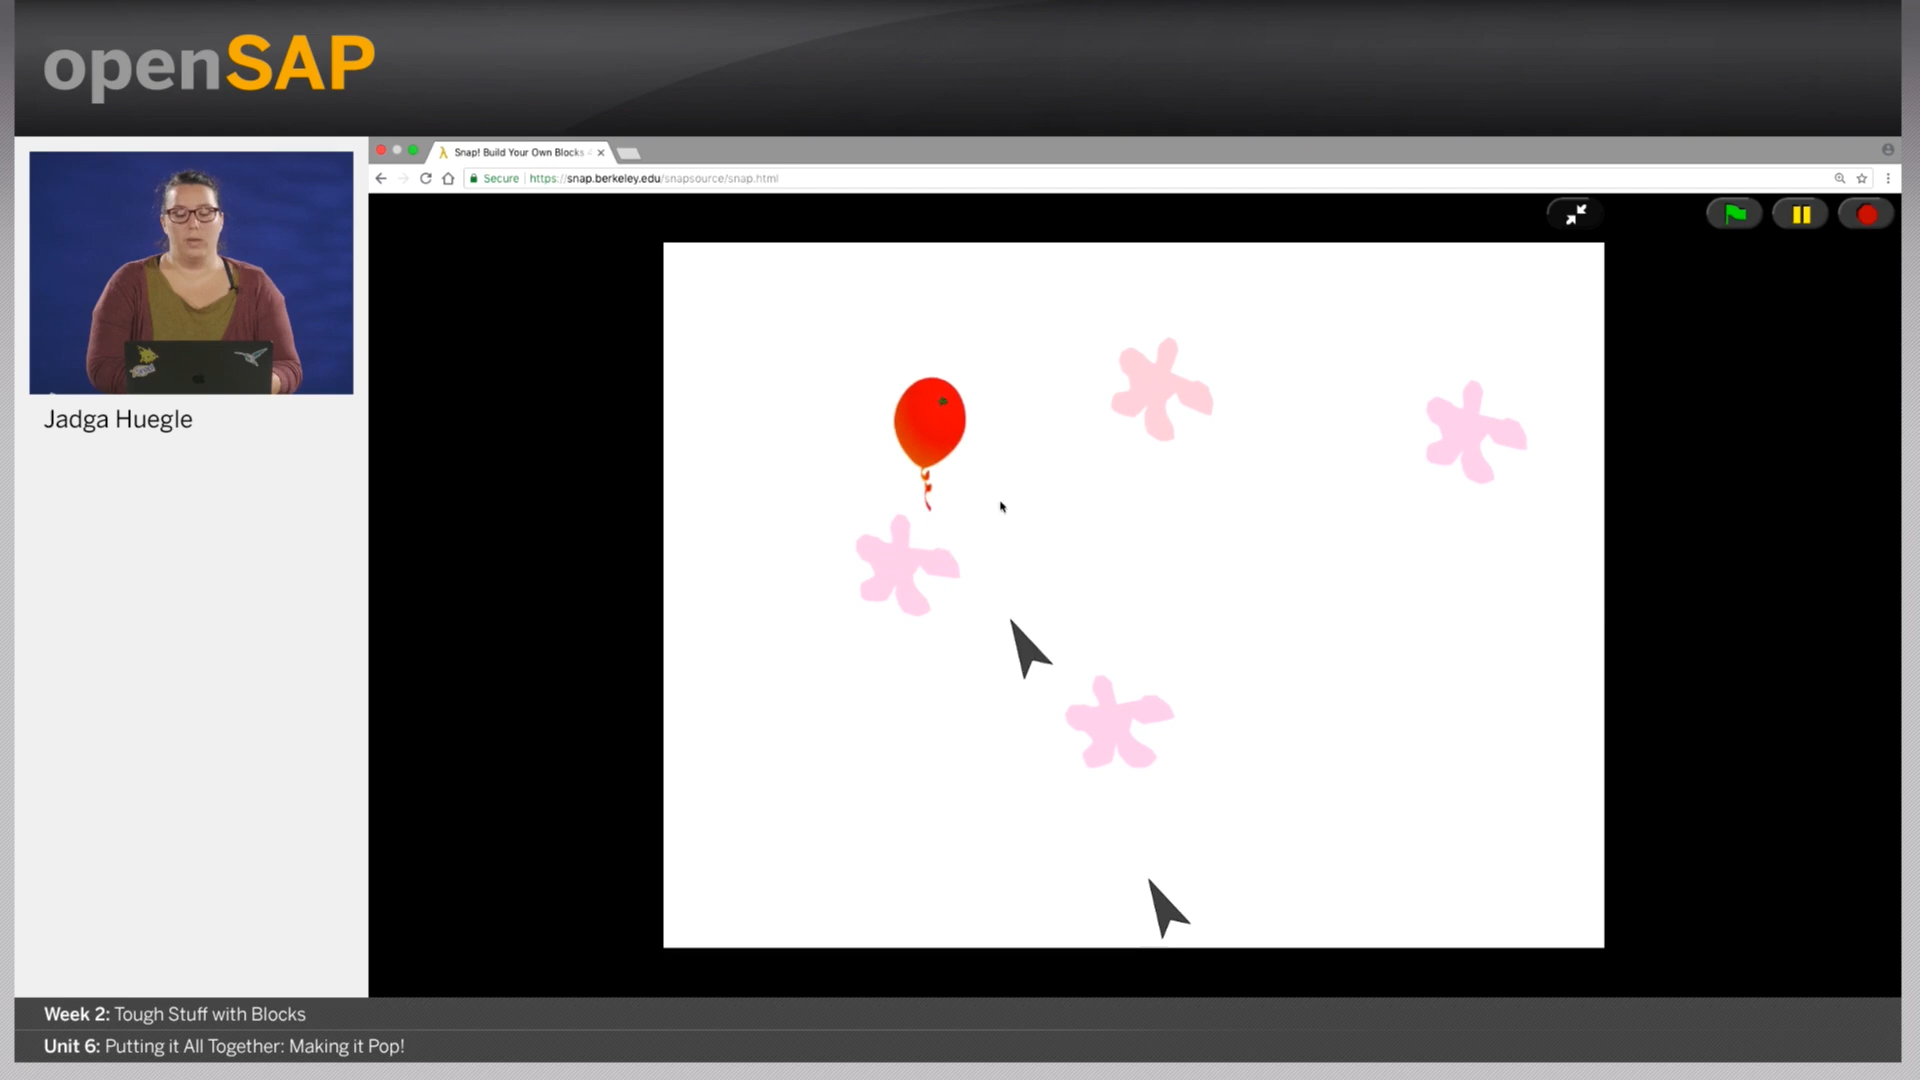 openSAP
Snap! Build Your Own Blocks
Secure https://snap.berkeley.edu/snapsource/snap.html
Jadga Huegle
Week 2: Tough Stuff with Blocks
Unit 6: Putting it All Together: Making it Pop!